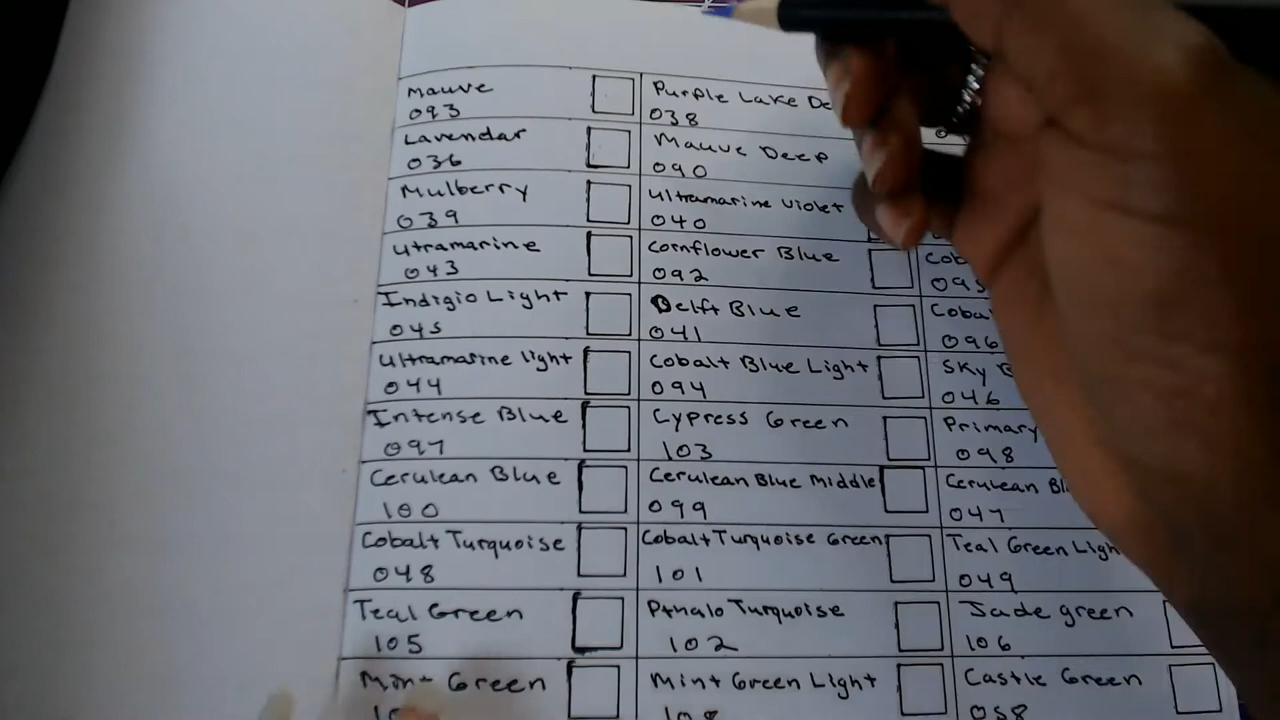 Mauve
093
Purple Lake
038
Lavendar
036
Mauve Deep
090
Mulberry
039
Ultramarine Violet
040
Utramarine
043
Cornflower Blue
092
Indigio Light
045
Delft Blue
041
096
Ultramarine light
044
Cobalt Blue Light
094
Sky
046
Intense Blue
097
Cypress Green
103
Primary
098
Cerulean Blue
100
Cerulean Blue Middle
099
Cerulean
047
Cobalt Turquoise
048
Cobalt Turquoise Green
101
Teal Green Light
049
Teal Green
105
Pthalo Turquoise
102
Jade green
106
Mint Green
Mint Green Light
108
Castle Green
058